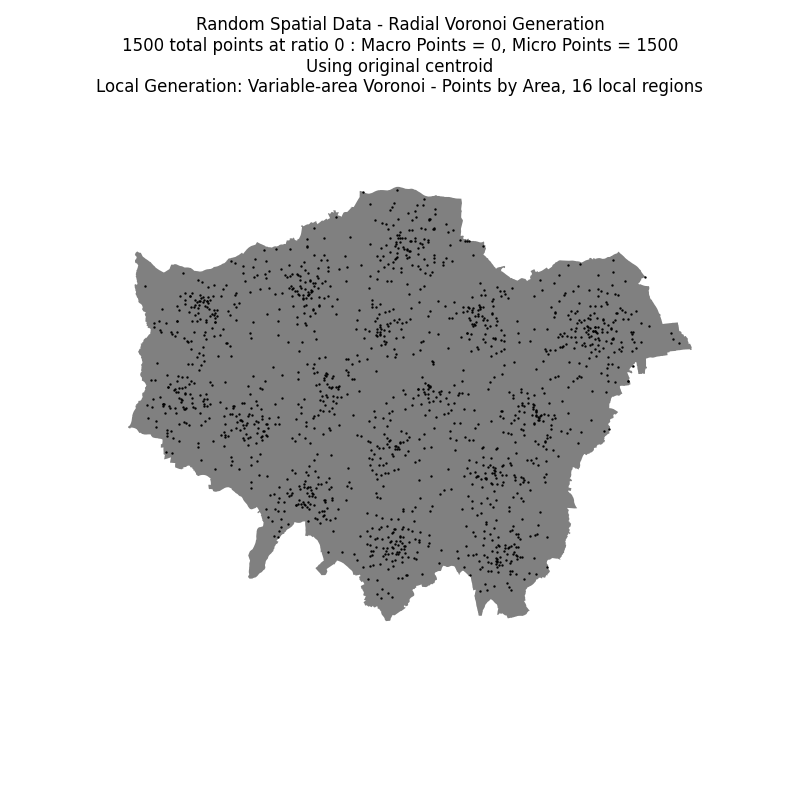 Random Spatial Data - Radial Voronoi Generation
1500 total points at ratio 0 : Macro Points = 0, Micro Points = 1500
Using original centroid
Local Generation: Variable-area Voronoi - Points by Area, 16 local regions